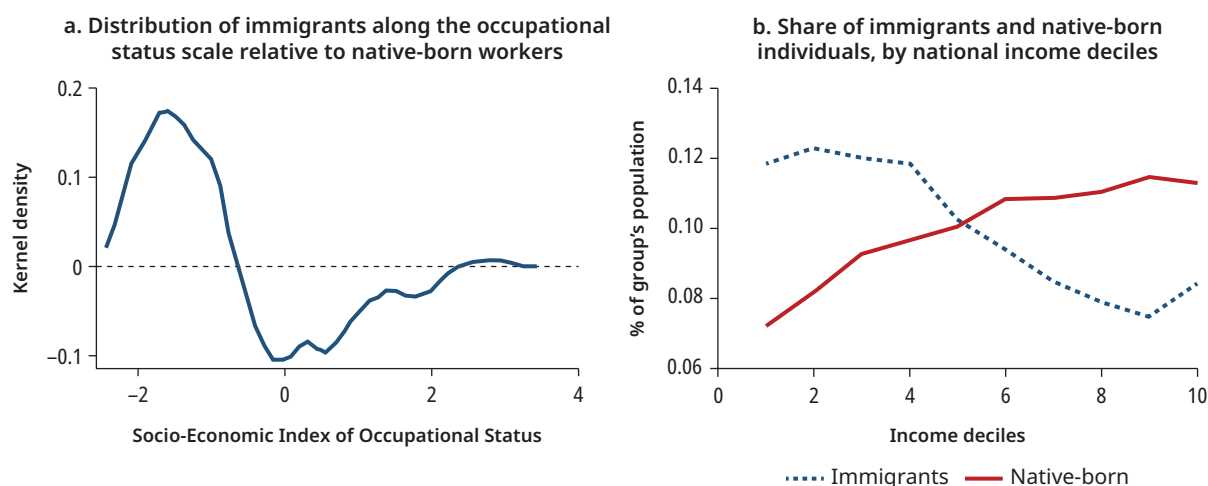 a. Distribution of immigrants along the occupational
status scale relative to native-born workers
0.2
0.1
0
−0.1
Kernel density
−2
0
2
4
Socio-Economic Index of Occupational Status
b. Share of immigrants and native-born
individuals, by national income deciles
0.14
0.12
0.10
0.08
0.06
% of group's population
0
2
4
6
8
10
Income deciles
Immigrants
Native-born